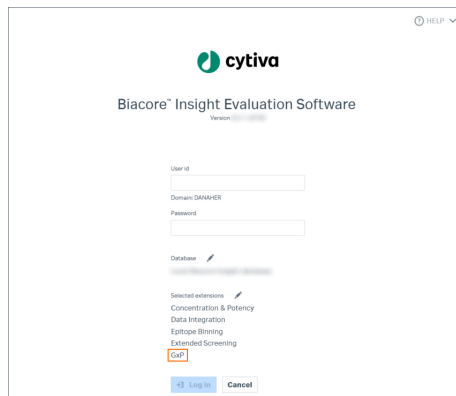 HELP
cytiva
Biacore™ Insight Evaluation Software
Version
User id
Domain: DANAHER
Password
Database
Selected extensions
Concentration & Potency
Data Integration
Epitope Binning
Extended Screening
GxP
Log in Cancel